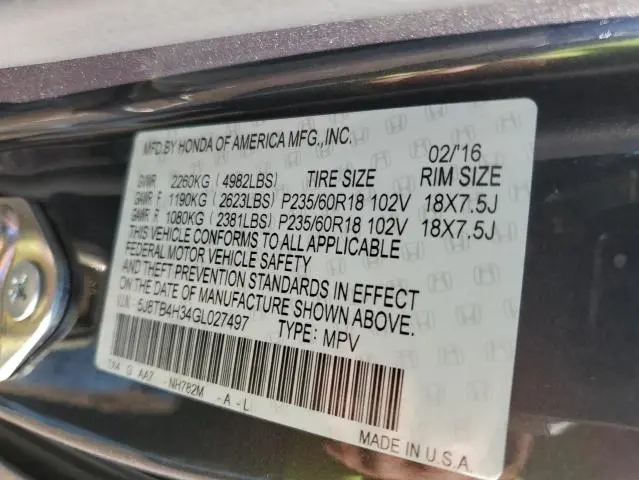 MFD.BY HONDA OF AMERICA MFG.,INC. 02/'16
GVWR 2260KG (4982LBS) TIRE SIZE RIM SIZE
GAWR F 1190KG (2623LBS) P235/60R18 102V 18X7.5J
GAWR R 1080KG (2381LBS) P235/60R18 102V 18X7.5J
THIS VEHICLE CONFORMS TO ALL APPLICABLE
FEDERAL MOTOR VEHICLE SAFETY
AND THEFT PREVENTION STANDARDS IN EFFECT
ON THE DATE OF MANUFACTURE SHOWN ABOVE.
V.I.N.: 5J8TB4H34GL027497 TYPE: MPV
TX4 G AA7 NH782M -A-L
MADE IN U.S.A.